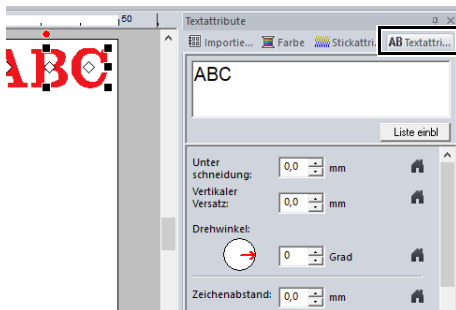 50
Textattribute
Importie... Farbe Stickattri... AB Textattri...
ABC
ABC
Liste einbl
Unter
schneidung: 0,0 mm
Vertikaler
Versatz: 0,0 mm
Drehwinkel:
0 Grad
Zeichenabstand: 0,0 mm